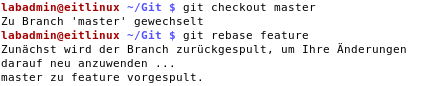 labadmin@eitlinux ~/Git $ git checkout master
Zu Branch 'master' gewechselt
labadmin@eitlinux ~/Git $ git rebase feature
Zunächst wird der Branch zurückgespult, um Ihre Änderungen
darauf neu anzuwenden ...
master zu feature vorgespult.